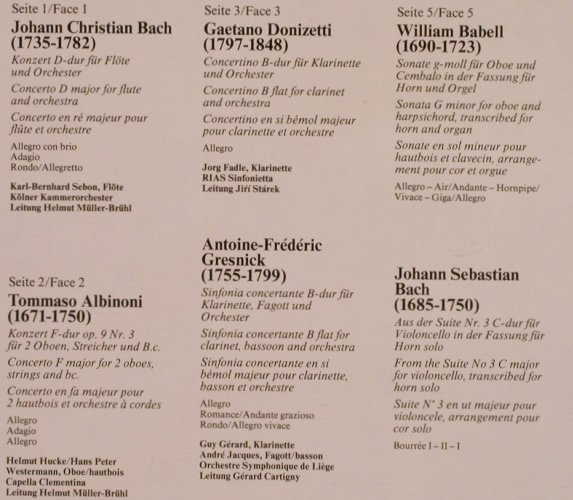 Seite 1/Face 1
Johann Christian Bach
(1735-1782)
Konzert D-dur für Flöte
und Orchester
Concerto D major for flute
and orchestra
Concerto en ré majeur pour
flûte et orchestre
Allegro con brio
Adagio
Rondo/Allegretto
Karl-Bernhard Sebon, Flöte
Kölner Kammerorchester
Leitung Helmut Müller-Brühl
Seite 2/Face 2
Tommaso Albinoni
(1671-1750)
Konzert F-dur op. 9 Nr. 3
für 2 Oboen, Streicher und B.c.
Concerto F major for 2 oboes,
strings and bc.
Concerto en fa majeur pour
2 hautbois et orchestre à cordes
Allegro
Adagio
Allegro
Helmut Hucke/Hans Peter
Westermann, Oboe/hautbois
Capella Clementina
Leitung Helmut Müller-Brühl
Seite 3/Face 3
Gaetano Donizetti
(1797-1848)
Concertino B-dur für Klarinette
und Orchester
Concertino B flat for clarinet
and orchestra
Concertino en si bémol majeur
pour clarinette et orchestre
Allegro
Jorg Fadle, Klarinette
RIAS Sinfonietta
Leitung Jiří Stárek
Antoine-Frédéric
Gresnick
(1755-1799)
Sinfonia concertante B-dur für
Klarinette, Fagott und
Orchester
Sinfonia concertante B flat for
clarinet, bassoon and orchestra
Sinfonia concertante en si
bémol majeur pour clarinette,
basson et orchestre
Allegro
Romance/Andante grazioso
Rondo/Allegro vivace
Guy Gérard, Klarinette
André Jacques, Fagott/basson
Orchestre Symphonique de Liège
Leitung Gérard Cartigny
Seite 5/Face 5
William Babell
(1690-1723)
Sonate g-moll für Oboe und
Cembalo in der Fassung für
Horn und Orgel
Sonata G minor for oboe and
harpsichord, transcribed for
horn and organ
Sonate en sol mineur pour
hautbois et clavecin, arrange-
ment pour cor et orgue
Allegro – Air/Andante – Hornpipe/
Vivace – Giga/Allegro
Johann Sebastian
Bach
(1685-1750)
Aus der Suite Nr. 3 C-dur für
Violoncello in der Fassung für
Horn solo
From the Suite No 3 C major
for violoncello, transcribed for
horn solo
Suite N° 3 en ut majeur pour
violoncele, arrangement pour
cor solo
Bourrée I – II – I